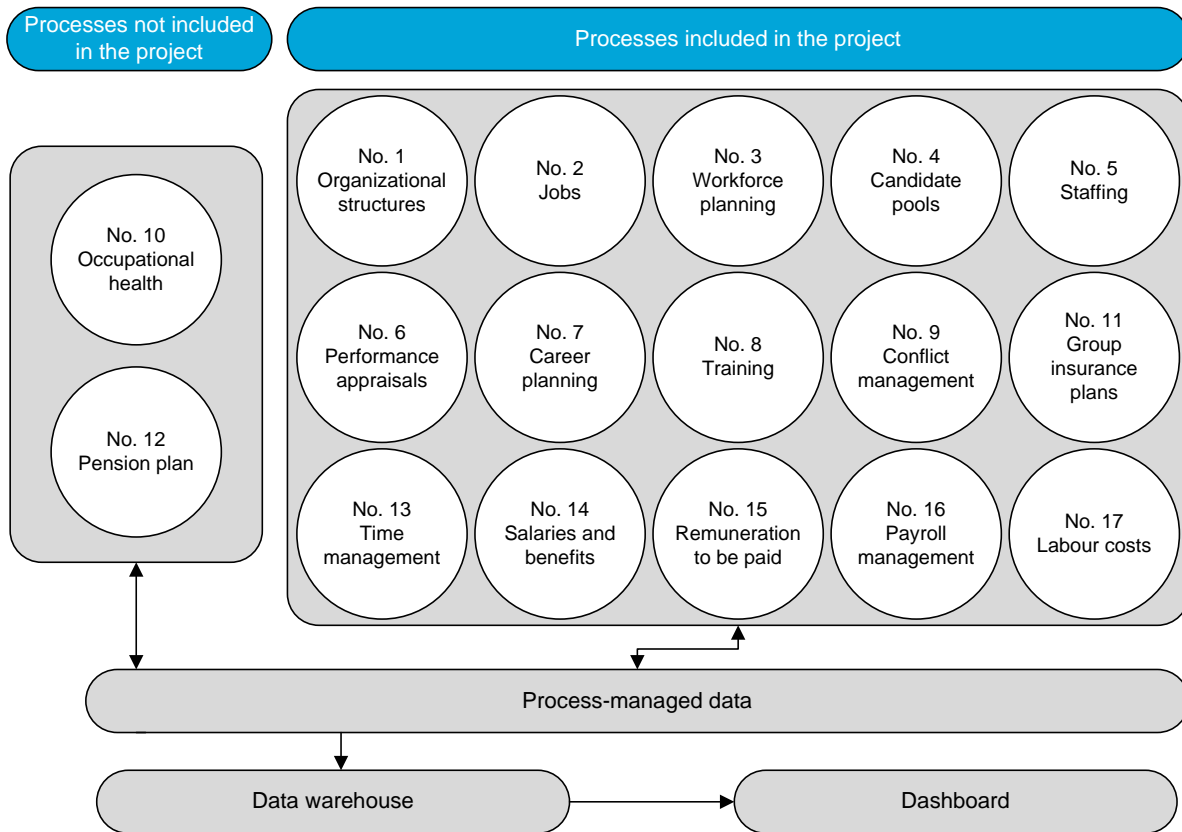 Processes not included
in the project
Processes included in the project
No. 10
Occupational
health
No. 12
Pension plan
No. 1
Organizational
structures
No. 2
Jobs
No. 3
Workforce
planning
No. 4
Candidate
pools
No. 5
Staffing
No. 6
Performance
appraisals
No. 7
Career
planning
No. 8
Training
No. 9
Conflict
management
No. 11
Group
insurance
plans
No. 13
Time
management
No. 14
Salaries and
benefits
No. 15
Remuneration
to be paid
No. 16
Payroll
management
No. 17
Labour costs
Process-managed data
Data warehouse
Dashboard